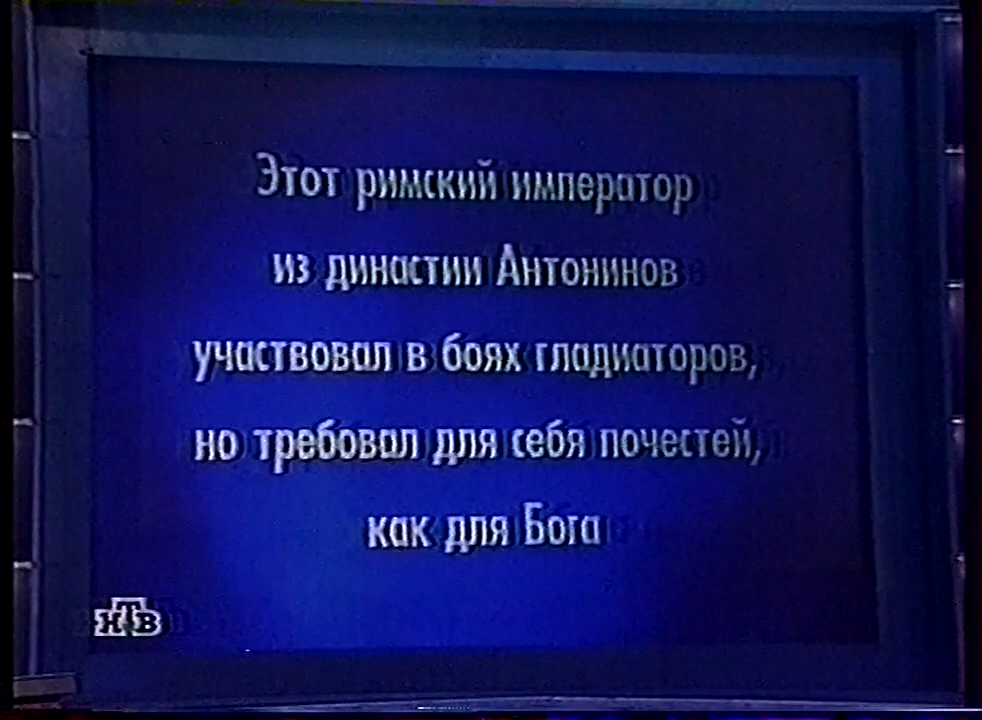 Этот римский император
из династии Антонинов
участвовал в боях гладиаторов,
но требовал для себя почестей,
как для Бога
НТВ